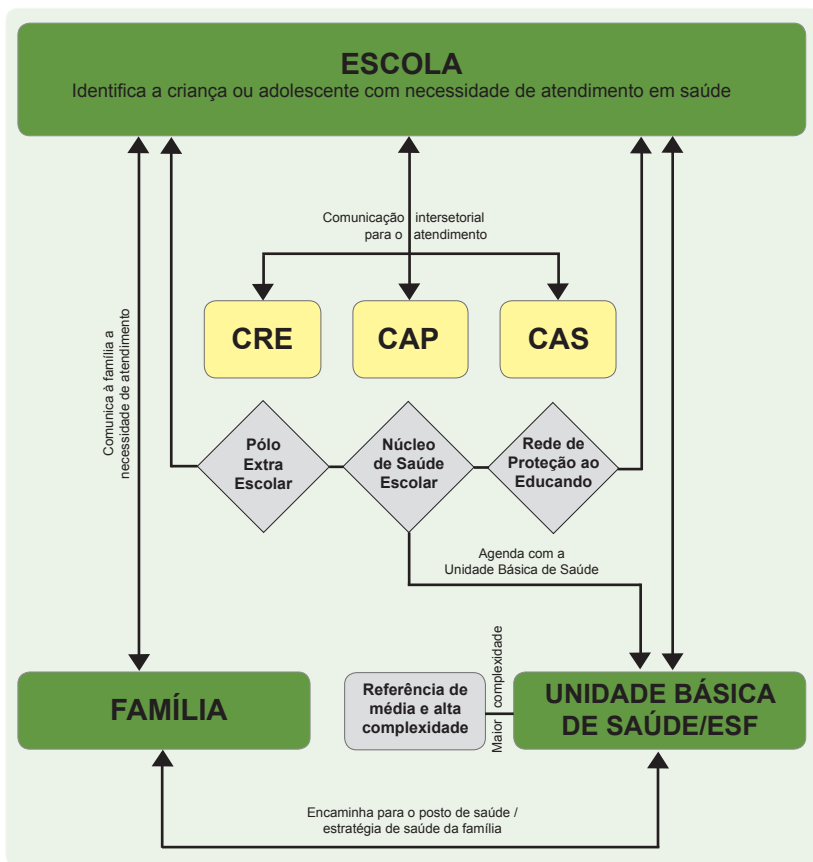 ESCOLA
Identifica a criança ou adolescente com necessidade de atendimento em saúde
Comunicação intersetorial
para o atendimento
Comunica à família a
necessidade de atendimento
CRE
CAP
CAS
Pólo
Extra
Escolar
Núcleo
de Saúde
Escolar
Rede de
Proteção ao
Educando
Agenda com a
Unidade Básica de Saúde
FAMÍLIA
Referência de
média e alta
complexidade
Maior complexidade
UNIDADE BÁSICA
DE SAÚDE/ESF
Encaminha para o posto de saúde /
estratégia de saúde da família